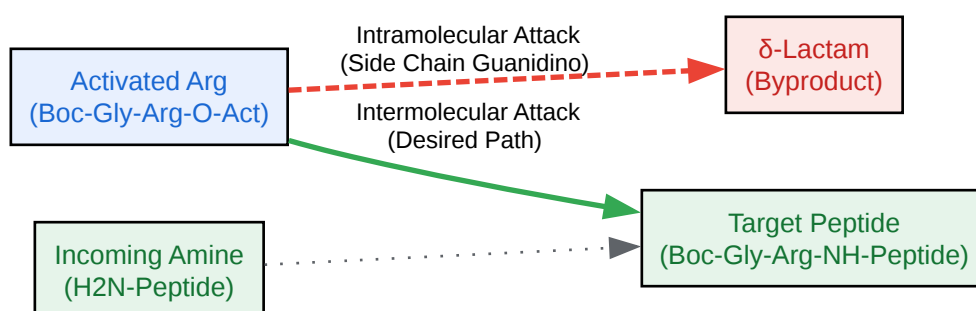 Intramolecular Attack
(Side Chain Guanidino)
δ-Lactam
(Byproduct)
Activated Arg
(Boc-Gly-Arg-O-Act)
Intermolecular Attack
(Desired Path)
Incoming Amine
(H2N-Peptide)
Target Peptide
(Boc-Gly-Arg-NH-Peptide)